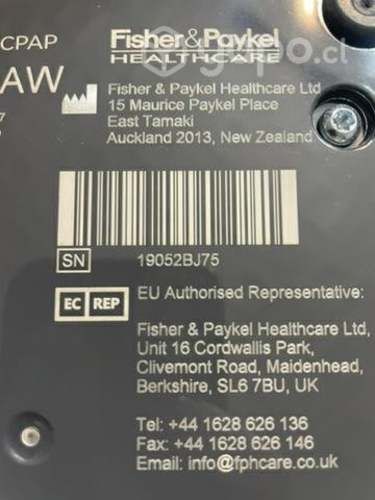 CPAP
AW
7
Fisher & Paykel
HEALTHCARE
Fisher & Paykel Healthcare Ltd
15 Maurice Paykel Place
East Tamaki
Auckland 2013, New Zealand
SN 19052BJ75
EC REP EU Authorised Representative:
Fisher & Paykel Healthcare Ltd,
Unit 16 Cordwallis Park,
Clivemont Road, Maidenhead,
Berkshire, SL6 7BU, UK
Tel: +44 1628 626 136
Fax: +44 1628 626 146
Email: info@fphcare.co